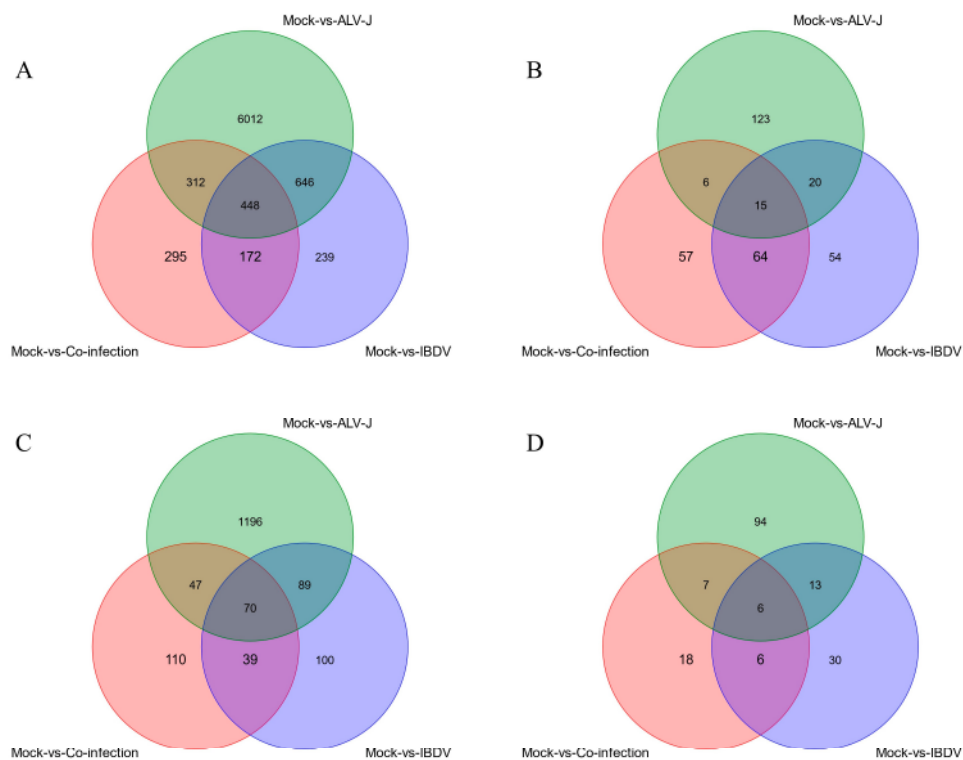 Mock-vs-ALV-J
A
6012
312
646
448
295
172
239
Mock-vs-Co-infection
Mock-vs-IBDV
Mock-vs-ALV-J
B
123
6
20
15
57
64
54
Mock-vs-Co-infection
Mock-vs-IBDV
Mock-vs-ALV-J
C
1196
47
89
70
110
39
100
Mock-vs-Co-infection
Mock-vs-IBDV
Mock-vs-ALV-J
D
94
7
13
6
18
6
30
Mock-vs-Co-infection
Mock-vs-IBDV